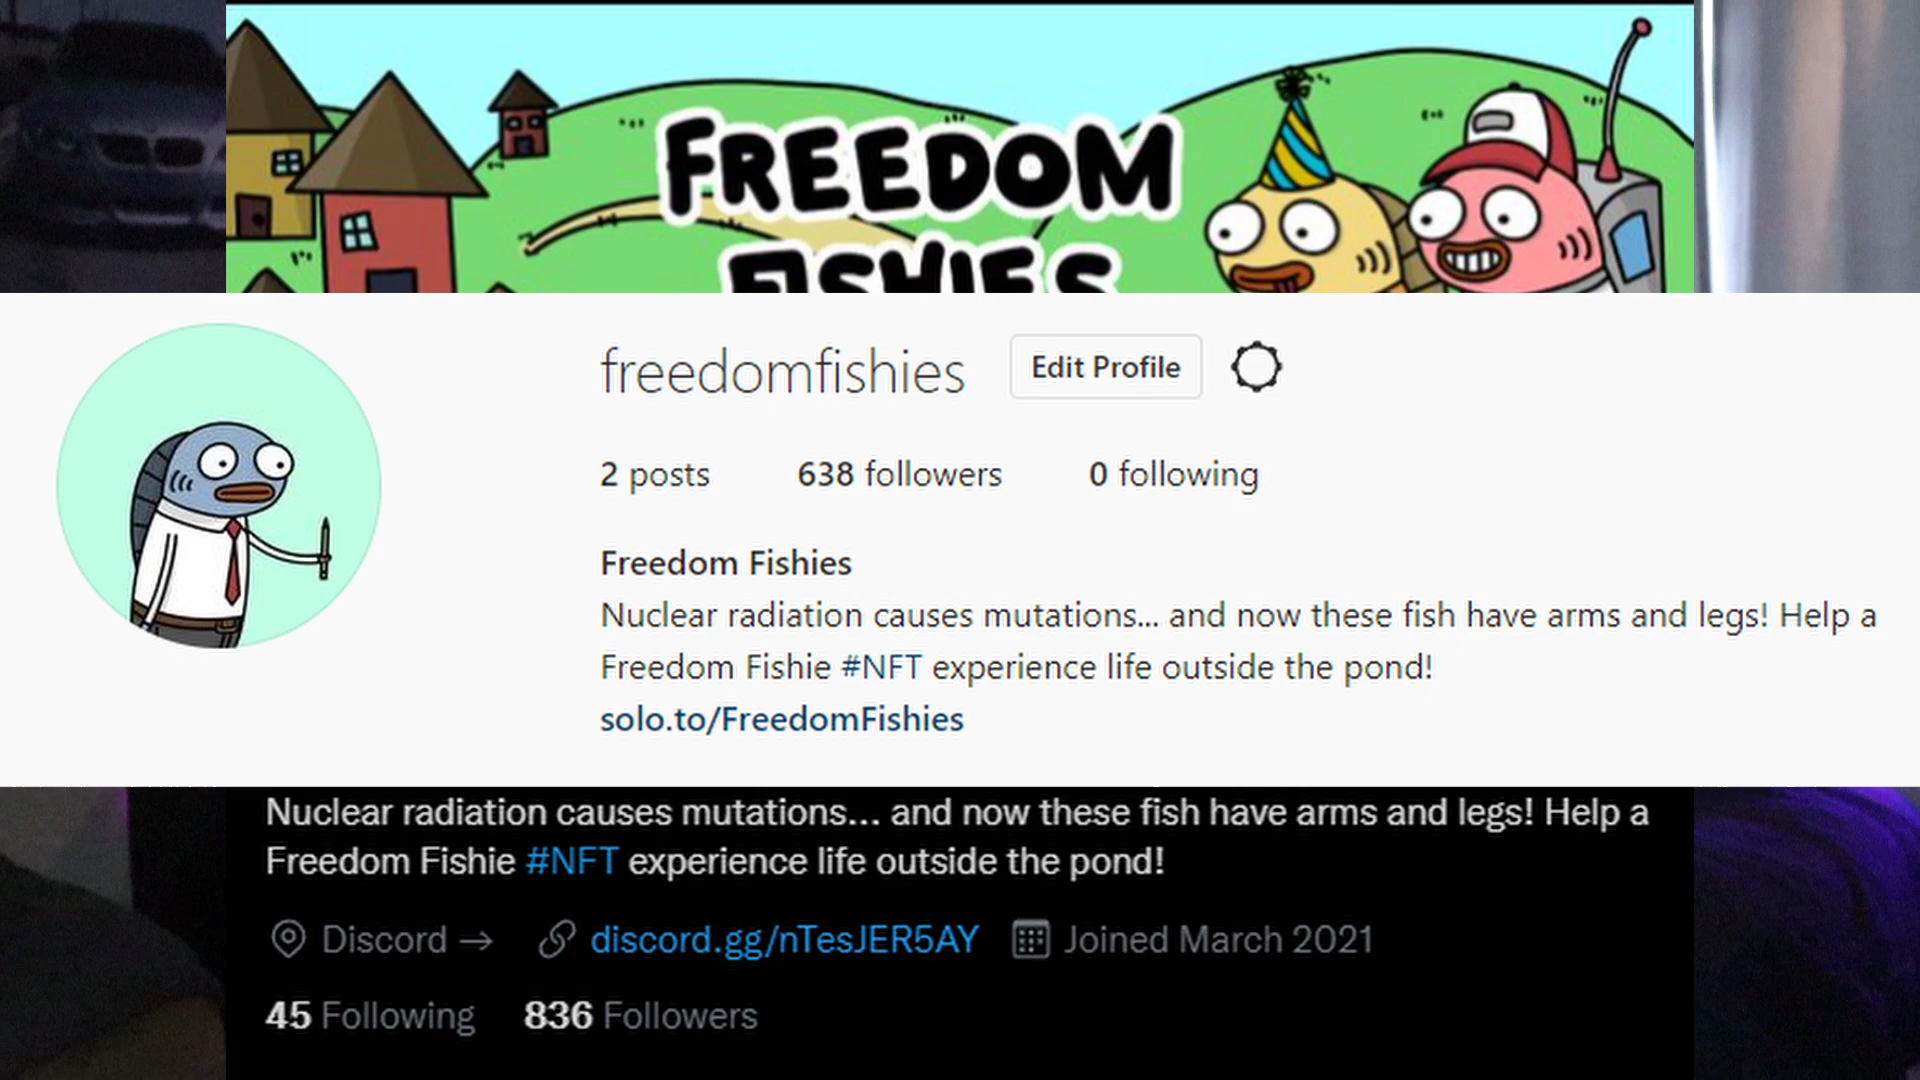 FREEDOM
FISHIES
freedomfishies Edit Profile
2 posts 638 followers 0 following
Freedom Fishies
Nuclear radiation causes mutations... and now these fish have arms and legs! Help a
Freedom Fishie #NFT experience life outside the pond!
solo.to/FreedomFishies
Nuclear radiation causes mutations... and now these fish have arms and legs! Help a
Freedom Fishie #NFT experience life outside the pond!
Discord → discord.gg/nTesJER5AY Joined March 2021
45 Following 836 Followers